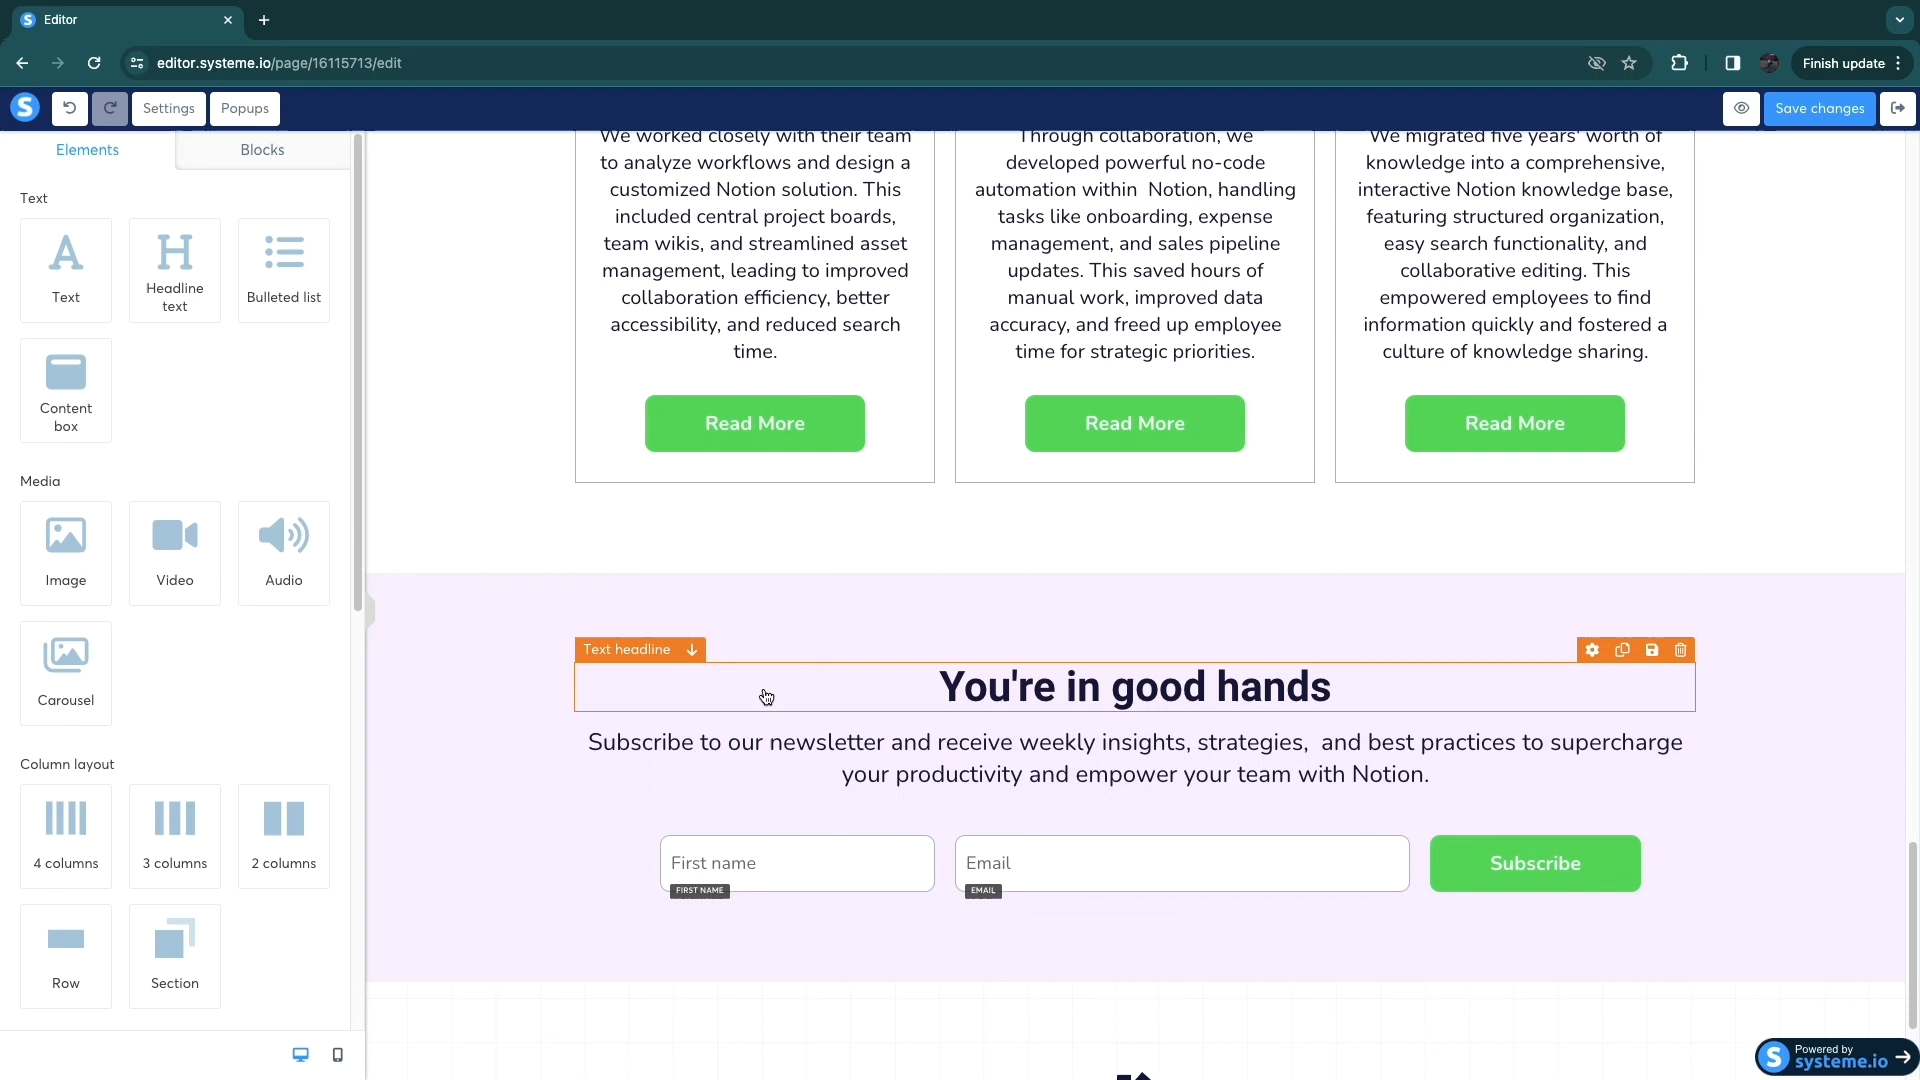 Editor
editor.systeme.io/page/16115713/edit
Finish update
Settings
Popups
Save changes
Elements
Blocks
Text
Text
Headline
text
Bulleted list
Content
box
Media
Image
Video
Audio
Carousel
Column layout
4 columns
3 columns
2 columns
Row
Section
We worked closely with their team
to analyze workflows and design a
customized Notion solution. This
included central project boards,
team wikis, and streamlined asset
management, leading to improved
collaboration efficiency, better
accessibility, and reduced search
time.
Read More
Through collaboration, we
developed powerful no-code
automation within  Notion, handling
tasks like onboarding, expense
management, and sales pipeline
updates. This saved hours of
manual work, improved data
accuracy, and freed up employee
time for strategic priorities.
Read More
We migrated five years' worth of
knowledge into a comprehensive,
interactive Notion knowledge base,
featuring structured organization,
easy search functionality, and
collaborative editing. This
empowered employees to find
information quickly and fostered a
culture of knowledge sharing.
Read More
Text headline
You're in good hands
Subscribe to our newsletter and receive weekly insights, strategies,  and best practices to supercharge
your productivity and empower your team with Notion.
First name
FIRST NAME
Email
EMAIL
Subscribe
Powered by
systeme.io